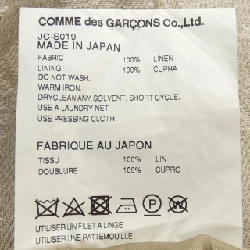 COMME des GARÇONS Co., Ltd.
JC-S019
MADE IN JAPAN
FABRIC 100% LINEN
LINING 100% CUPRA
DO NOT WASH.
WARM IRON.
DRYCLEAN ANY SOLVENT, SHORT CYCLE.
USE A LAUNDRY NET
USE PRESSING CLOTH
FABRIQUE AU JAPON
TISSU 100% LIN
DOUBLURE 100% CUPRO
UTILISER UN FILET A LINGE
UTILISER UNE PATTEMOUILLE